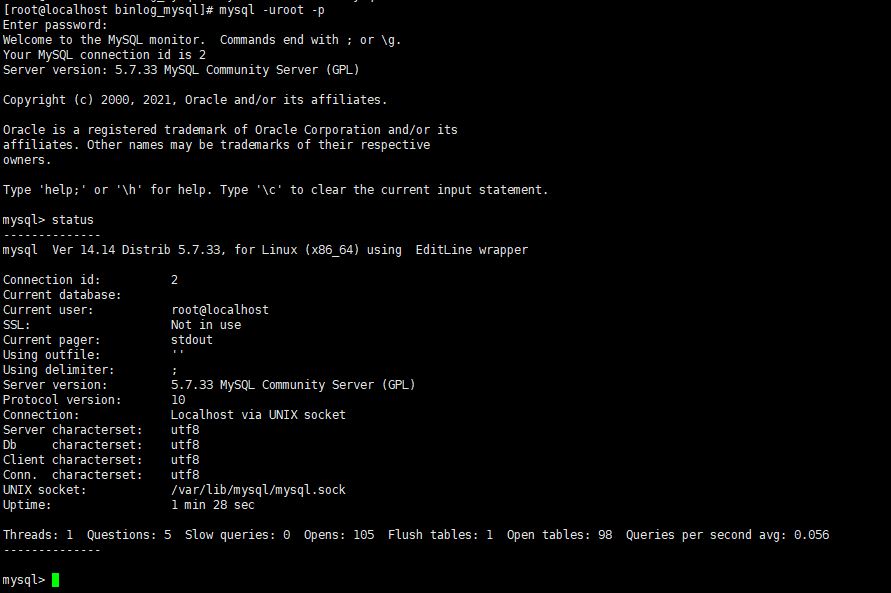 [root@localhost binlog_mysql]# mysql -uroot -p
Enter password:
Welcome to the MySQL monitor.  Commands end with ; or \g.
Your MySQL connection id is 2
Server version: 5.7.33 MySQL Community Server (GPL)

Copyright (c) 2000, 2021, Oracle and/or its affiliates.

Oracle is a registered trademark of Oracle Corporation and/or its
affiliates. Other names may be trademarks of their respective
owners.

Type 'help;' or '\h' for help. Type '\c' to clear the current input statement.

mysql> status
--------------
mysql  Ver 14.14 Distrib 5.7.33, for Linux (x86_64) using  EditLine wrapper

Connection id:          2
Current database:
Current user:           root@localhost
SSL:                    Not in use
Current pager:          stdout
Using outfile:          ''
Using delimiter:        ;
Server version:         5.7.33 MySQL Community Server (GPL)
Protocol version:       10
Connection:             Localhost via UNIX socket
Server characterset:    utf8
Db     characterset:    utf8
Client characterset:    utf8
Conn.  characterset:    utf8
UNIX socket:            /var/lib/mysql/mysql.sock
Uptime:                 1 min 28 sec

Threads: 1  Questions: 5  Slow queries: 0  Opens: 105  Flush tables: 1  Open tables: 98  Queries per second avg: 0.056
--------------

mysql>